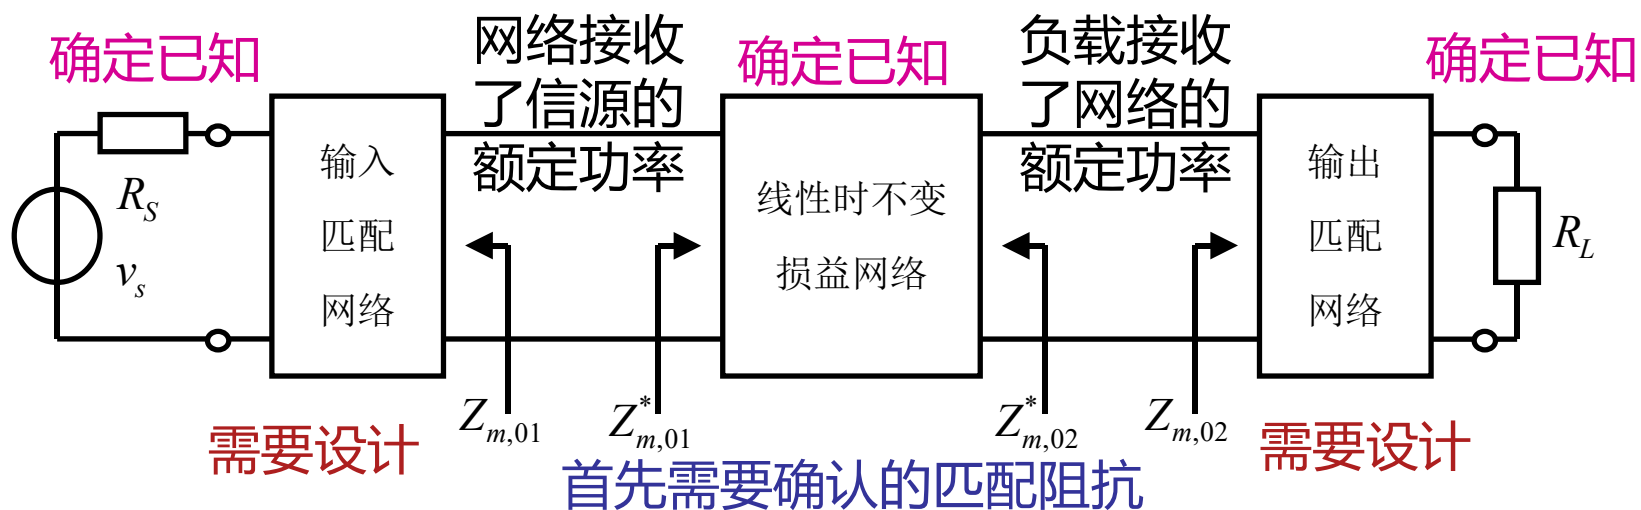 确定已知
网络接收
了信源的
额定功率
确定已知
负载接收
了网络的
额定功率
确定已知
R_S
v_s
输入
匹配
网络
线性时不变
损益网络
输出
匹配
网络
R_L
Z_{m,01}
Z^*_{m,01}
Z^*_{m,02}
Z_{m,02}
需要设计
首先需要确认的匹配阻抗
需要设计